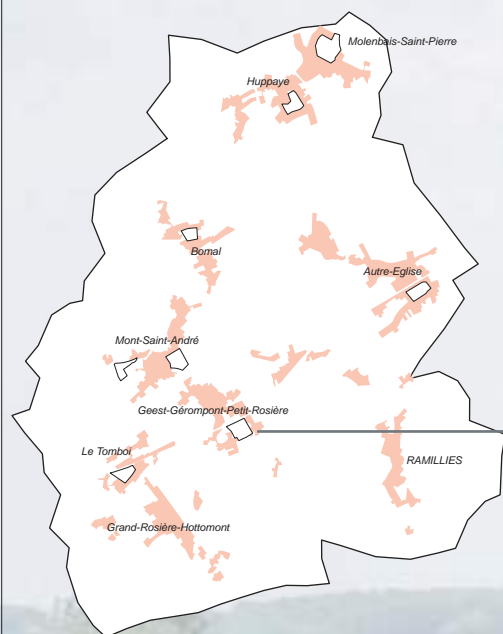 Molenbais-Saint-Pierre
Huppaye
Bomal
Autre-Eglise
Mont-Saint-André
Geest-Gérompont-Petit-Rosière
Le Tomboi
RAMILLIES
Grand-Rosière-Hottomont